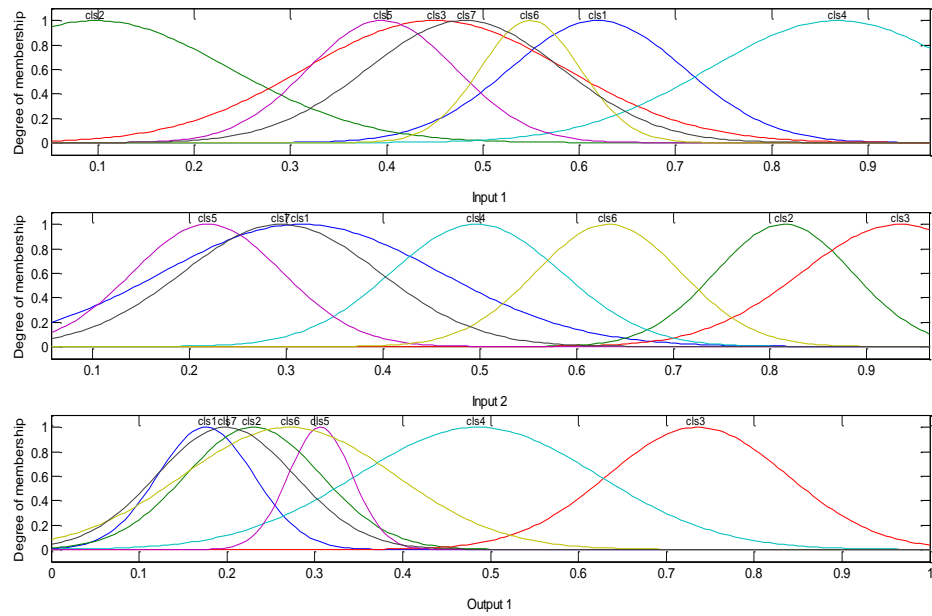 cls2 cls5 cls3 cls7 cls6 cls1 cls4
1
0.8
0.6
0.4
0.2
0
Degree of membership
0.1 0.2 0.3 0.4 0.5 0.6 0.7 0.8 0.9
Input 1
cls5 cls7 cls1 cls4 cls6 cls2 cls3
1
0.8
0.6
0.4
0.2
0
Degree of membership
0.1 0.2 0.3 0.4 0.5 0.6 0.7 0.8 0.9
Input 2
cls1 cls7 cls2 cls6 cls5 cls4 cls3
1
0.8
0.6
0.4
0.2
0
Degree of membership
0 0.1 0.2 0.3 0.4 0.5 0.6 0.7 0.8 0.9 1
Output 1